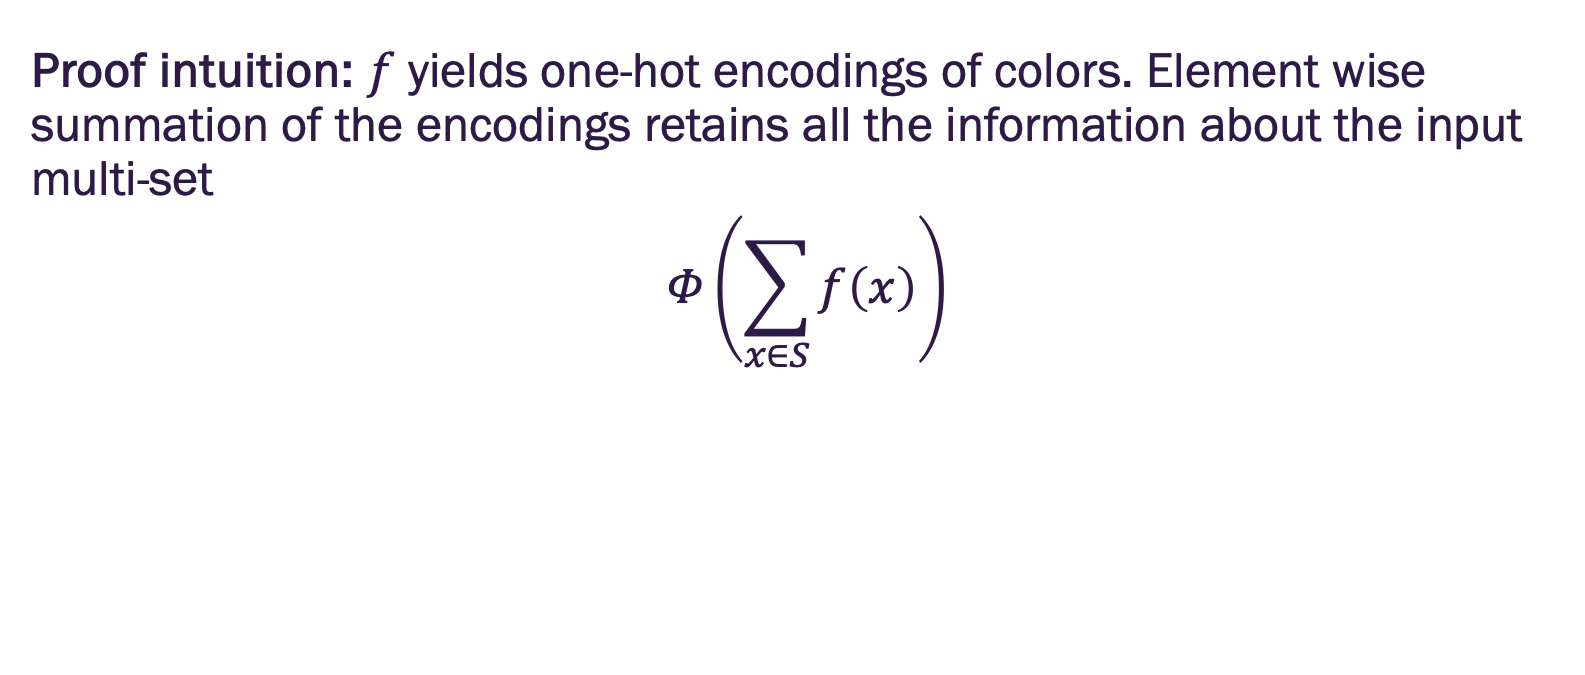 Proof intuition: 𝑓 yields one-hot encodings of colors. Element wise
summation of the encodings retains all the information about the input
multi-set
𝛷(∑𝑓(𝑥))
𝑥∈𝑆